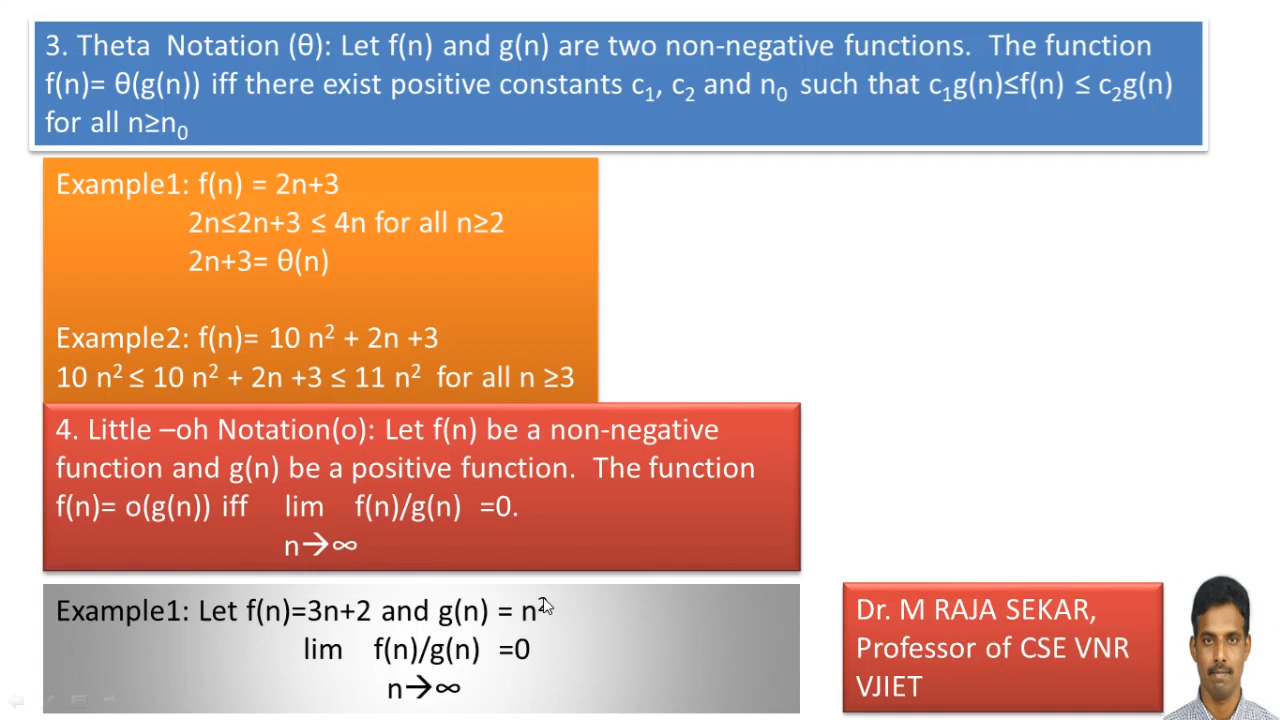 3. Theta Notation (θ): Let f(n) and g(n) are two non-negative functions. The function
f(n)= θ(g(n)) iff there exist positive constants c₁, c₂ and n₀ such that c₁g(n)≤f(n) ≤ c₂g(n)
for all n≥n₀
Example1: f(n) = 2n+3
2n≤2n+3 ≤ 4n for all n≥2
2n+3= θ(n)
Example2: f(n)= 10 n² + 2n +3
10 n² ≤ 10 n² + 2n +3 ≤ 11 n² for all n ≥3
4. Little –oh Notation(o): Let f(n) be a non-negative
function and g(n) be a positive function. The function
f(n)= o(g(n)) iff lim f(n)/g(n) =0.
n→∞
Example1: Let f(n)=3n+2 and g(n) = n²
lim f(n)/g(n) =0
n→∞
Dr. M RAJA SEKAR,
Professor of CSE VNR
VJIET